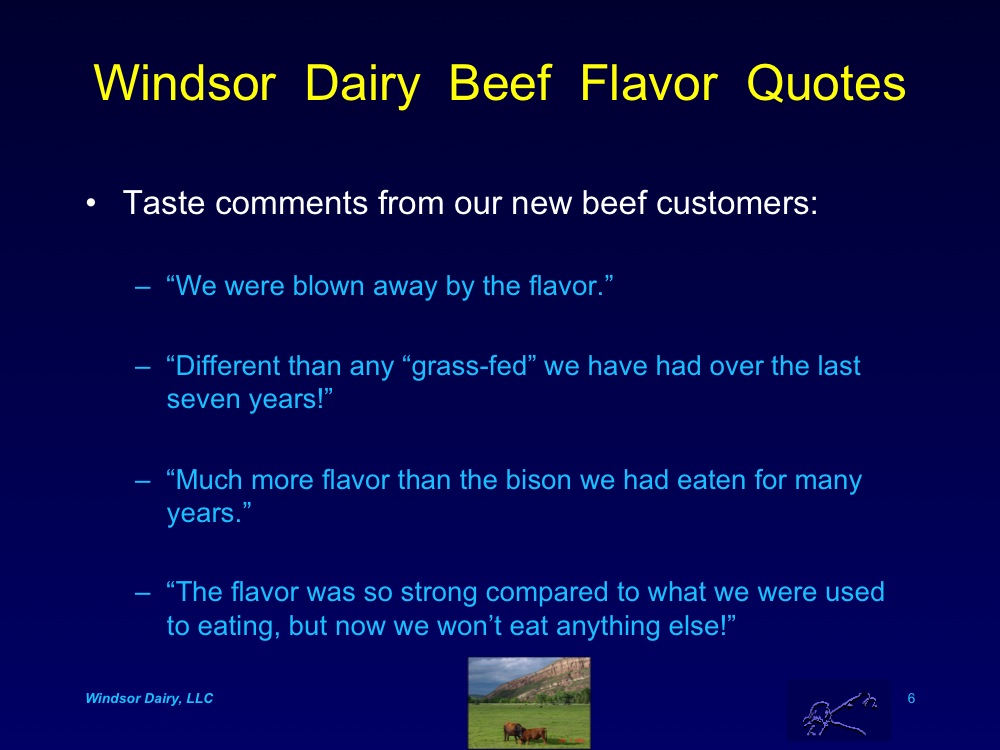 Windsor Dairy Beef Flavor Quotes
• Taste comments from our new beef customers:
– “We were blown away by the flavor.”
– “Different than any “grass-fed” we have had over the last
seven years!”
– “Much more flavor than the bison we had eaten for many
years.”
– “The flavor was so strong compared to what we were used
to eating, but now we won’t eat anything else!”
Windsor Dairy, LLC
6